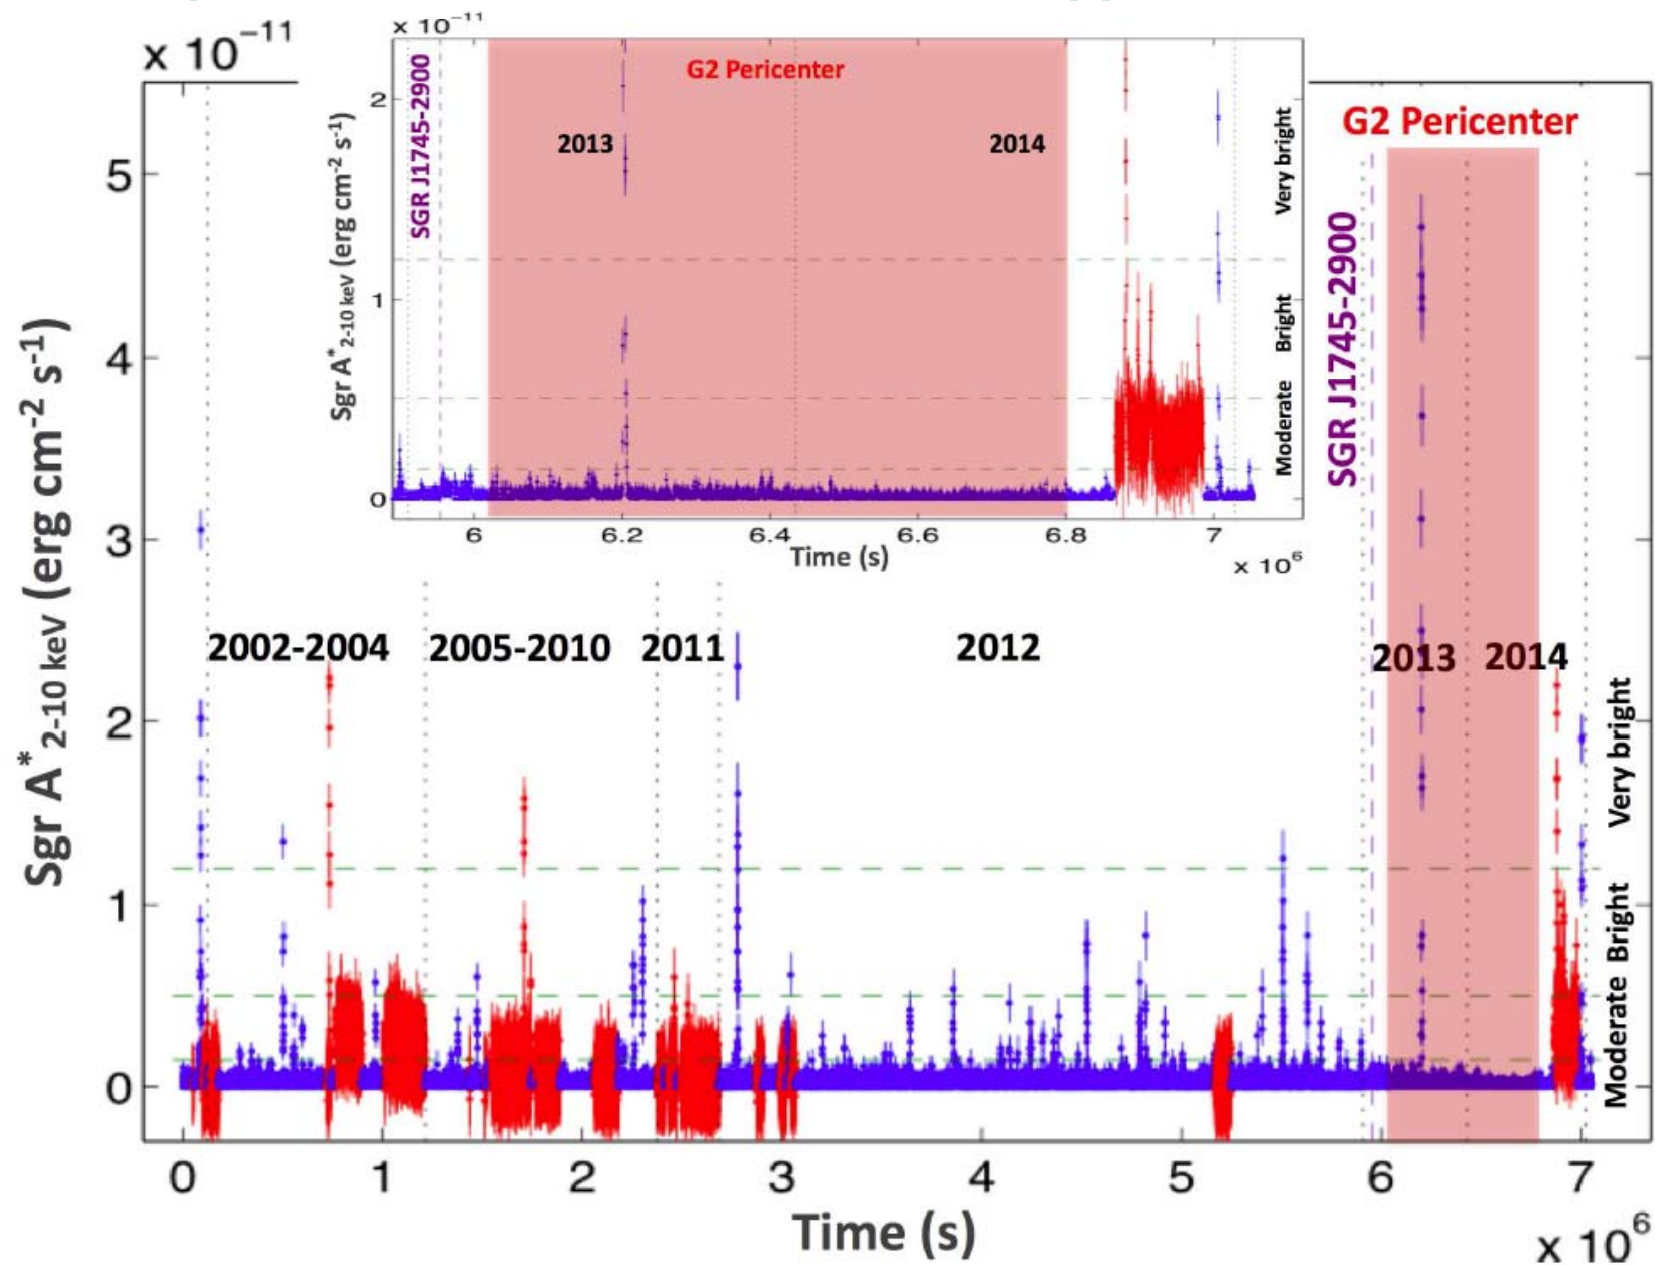 x 10⁻¹¹
x 10⁻¹¹
Sgr A* 2-10 kev (erg cm-2 s-1)
5
4
3
2
1
0
G2 Pericenter
SGR J1745-2900
2013
2014
Sgr A* 2-10 kev (erg cm-2 s-1)
2
1
0
Very bright
Bright
Moderate
6
6.2
6.4
6.6
6.8
7
Time (s)
x 10⁶
G2 Pericenter
SGR J1745-2900
2002-2004
2005-2010
2011
2012
2013
2014
Very bright
Bright
Moderate
0
1
2
3
4
5
6
7
Time (s)
x 10⁶